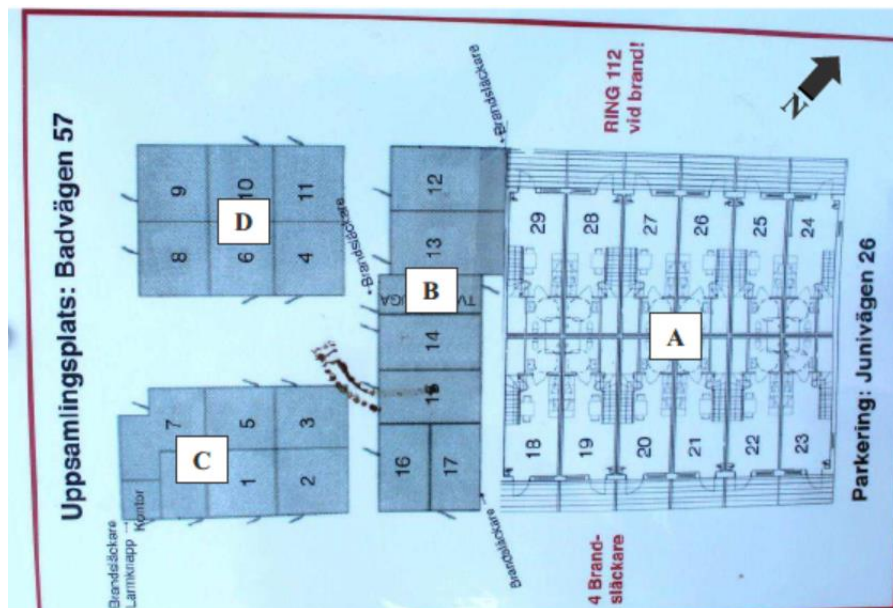 Uppsamlingsplats: Badvägen 57
Brandsläckare
Larmknapp →
Kontor
7
5
3
1
2
C
9
10
11
8
6
4
D
Brandsläckare
Brandsläckare
12
13
B
14
15
16
17
Brandsläckare
RING 112
vid brand!
N
29
28
27
26
25
24
A
18
19
20
21
22
23
4 Brand-
släckare
Parkering: Junivägen 26